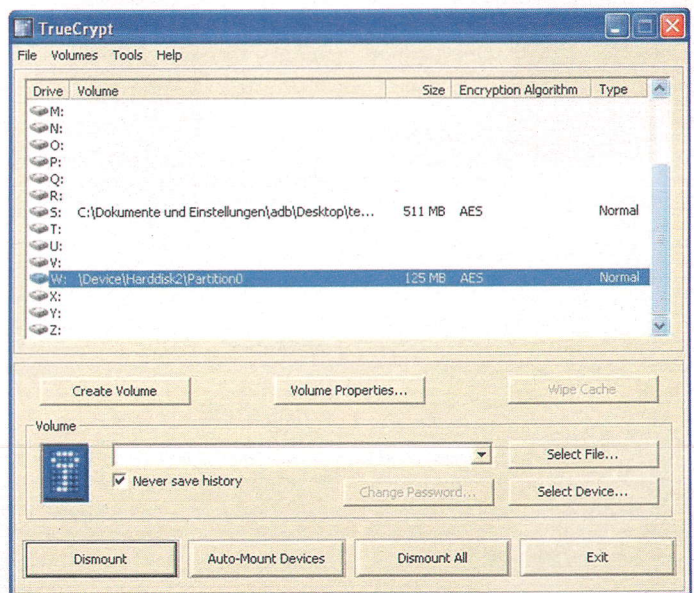 TrueCrypt
File Volumes Tools Help
Drive Volume Size Encryption Algorithm Type
M:
N:
O:
P:
Q:
R:
S: C:\Dokumente und Einstellungen\adb\Desktop\te... 511 MB AES Normal
T:
U:
V:
W: \Device\Harddisk2\Partition0 125 MB AES Normal
X:
Y:
Z:
Create Volume Volume Properties... Wipe Cache
Volume
Select File...
Never save history
Change Password... Select Device...
Dismount Auto-Mount Devices Dismount All Exit